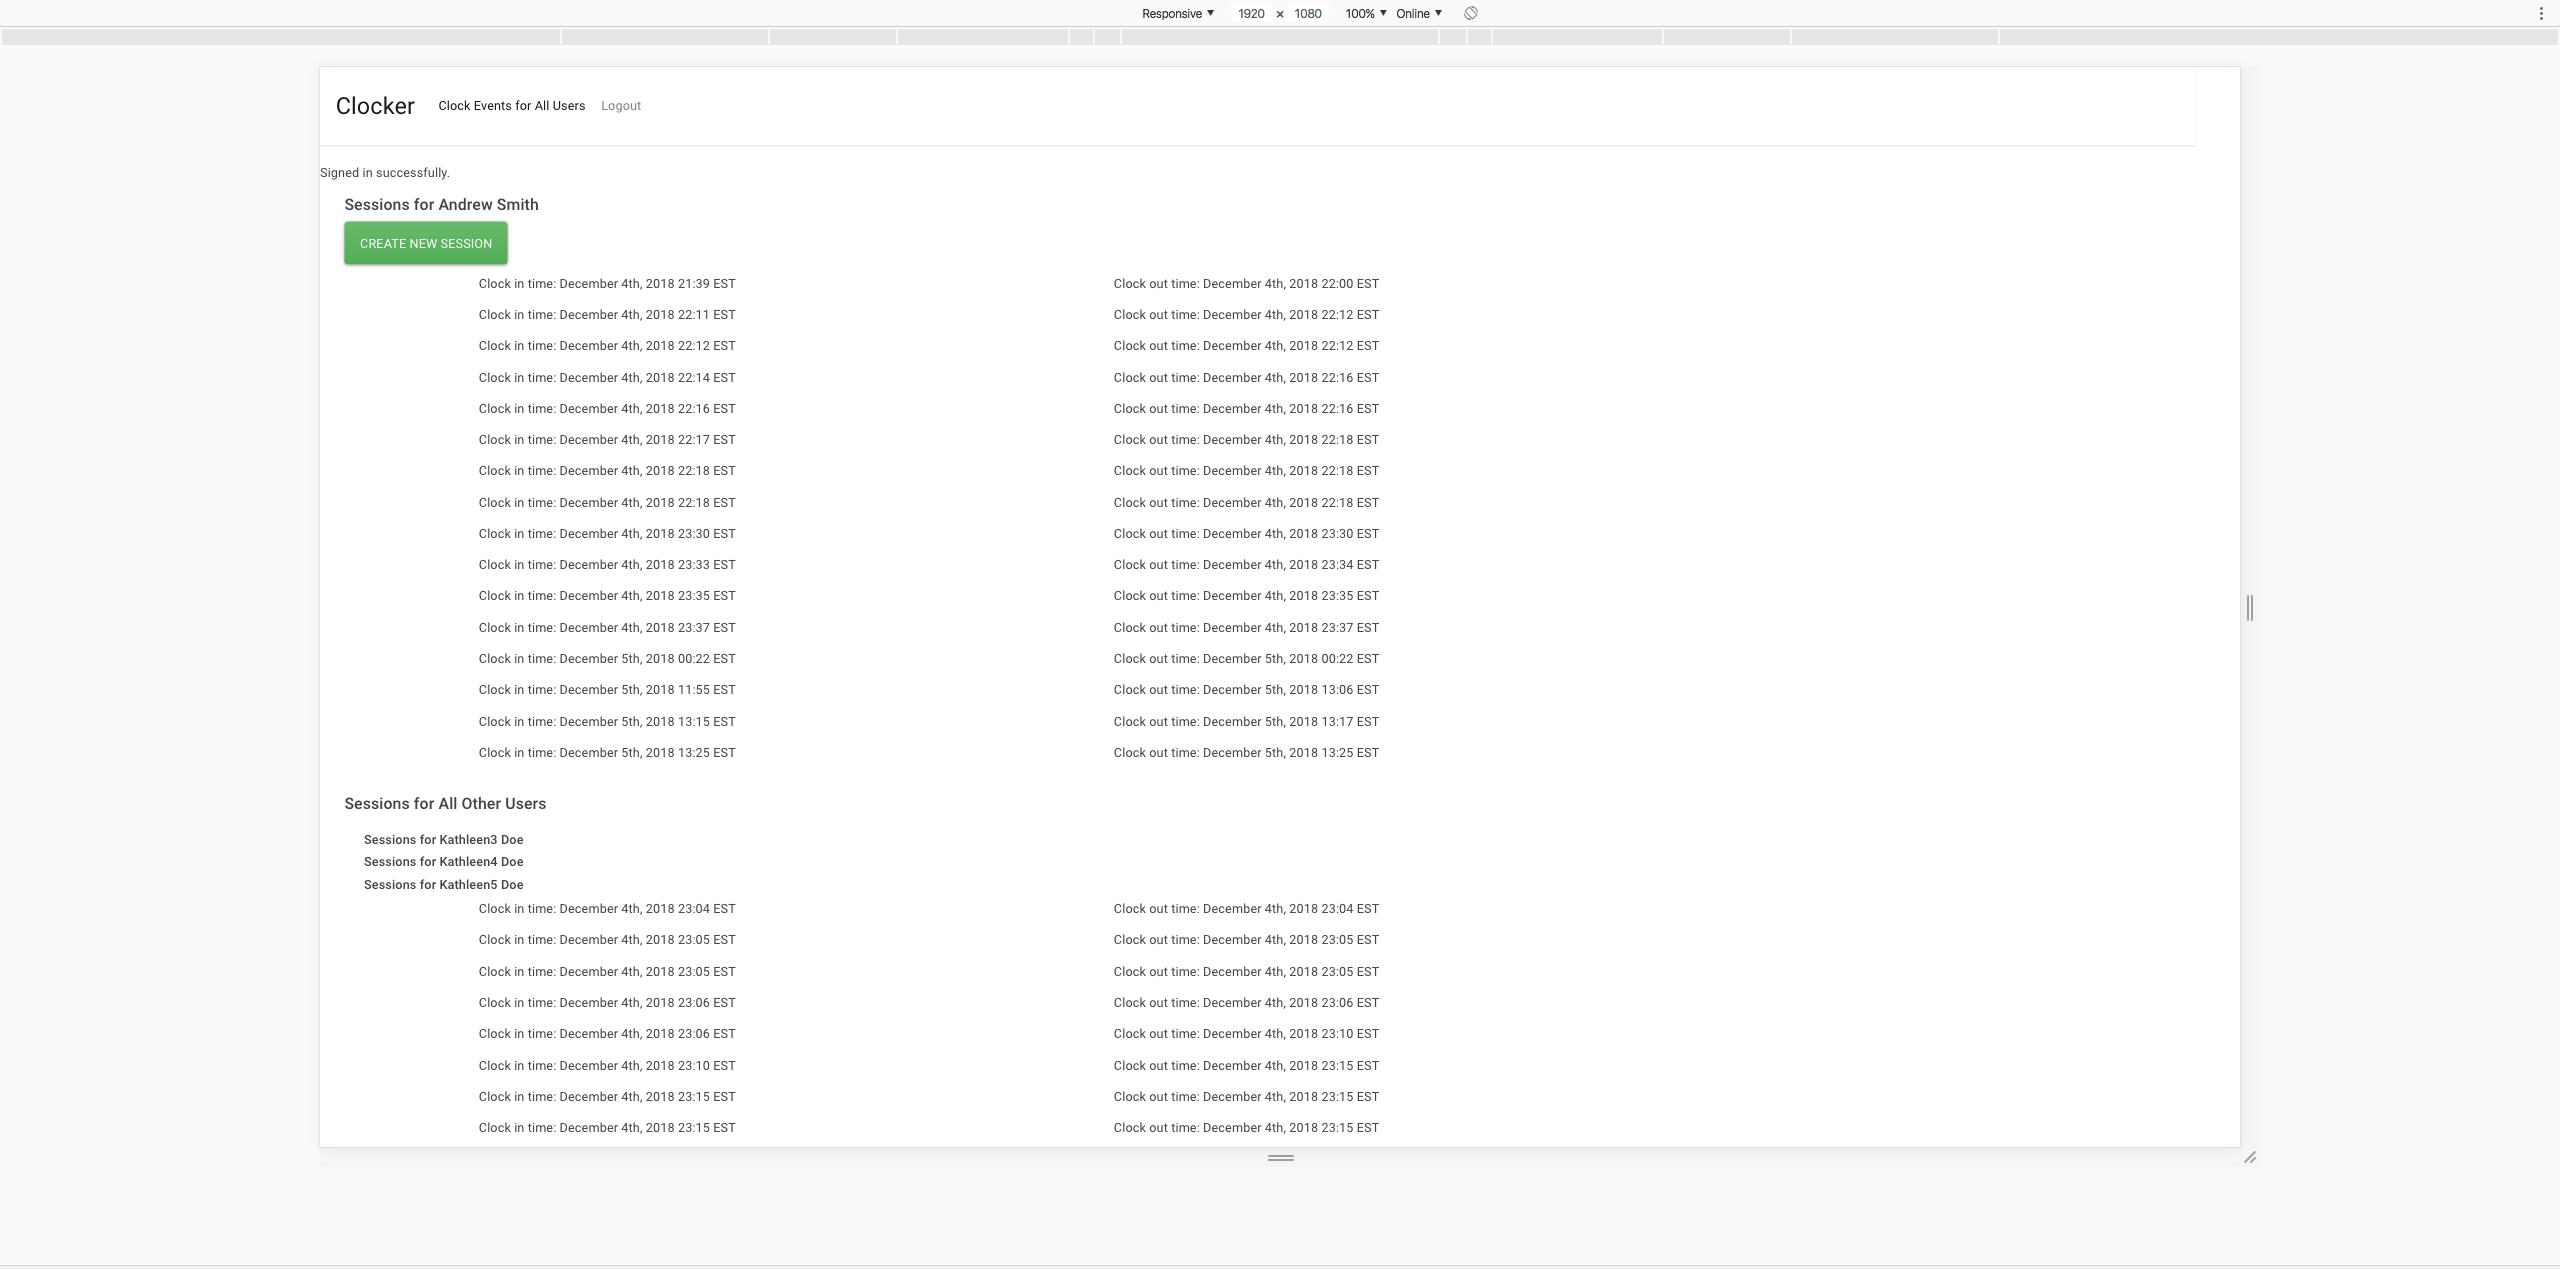 Responsive ▼ 1920 × 1080 100% ▼ Online ▼
Clocker Clock Events for All Users Logout
Signed in successfully.
Sessions for Andrew Smith
CREATE NEW SESSION
Clock in time: December 4th, 2018 21:39 EST Clock out time: December 4th, 2018 22:00 EST
Clock in time: December 4th, 2018 22:11 EST Clock out time: December 4th, 2018 22:12 EST
Clock in time: December 4th, 2018 22:12 EST Clock out time: December 4th, 2018 22:12 EST
Clock in time: December 4th, 2018 22:14 EST Clock out time: December 4th, 2018 22:16 EST
Clock in time: December 4th, 2018 22:16 EST Clock out time: December 4th, 2018 22:16 EST
Clock in time: December 4th, 2018 22:17 EST Clock out time: December 4th, 2018 22:18 EST
Clock in time: December 4th, 2018 22:18 EST Clock out time: December 4th, 2018 22:18 EST
Clock in time: December 4th, 2018 22:18 EST Clock out time: December 4th, 2018 22:18 EST
Clock in time: December 4th, 2018 23:30 EST Clock out time: December 4th, 2018 23:30 EST
Clock in time: December 4th, 2018 23:33 EST Clock out time: December 4th, 2018 23:34 EST
Clock in time: December 4th, 2018 23:35 EST Clock out time: December 4th, 2018 23:35 EST
Clock in time: December 4th, 2018 23:37 EST Clock out time: December 4th, 2018 23:37 EST
Clock in time: December 5th, 2018 00:22 EST Clock out time: December 5th, 2018 00:22 EST
Clock in time: December 5th, 2018 11:55 EST Clock out time: December 5th, 2018 13:06 EST
Clock in time: December 5th, 2018 13:15 EST Clock out time: December 5th, 2018 13:17 EST
Clock in time: December 5th, 2018 13:25 EST Clock out time: December 5th, 2018 13:25 EST
Sessions for All Other Users
Sessions for Kathleen3 Doe
Sessions for Kathleen4 Doe
Sessions for Kathleen5 Doe
Clock in time: December 4th, 2018 23:04 EST Clock out time: December 4th, 2018 23:04 EST
Clock in time: December 4th, 2018 23:05 EST Clock out time: December 4th, 2018 23:05 EST
Clock in time: December 4th, 2018 23:05 EST Clock out time: December 4th, 2018 23:05 EST
Clock in time: December 4th, 2018 23:06 EST Clock out time: December 4th, 2018 23:06 EST
Clock in time: December 4th, 2018 23:06 EST Clock out time: December 4th, 2018 23:10 EST
Clock in time: December 4th, 2018 23:10 EST Clock out time: December 4th, 2018 23:15 EST
Clock in time: December 4th, 2018 23:15 EST Clock out time: December 4th, 2018 23:15 EST
Clock in time: December 4th, 2018 23:15 EST Clock out time: December 4th, 2018 23:15 EST